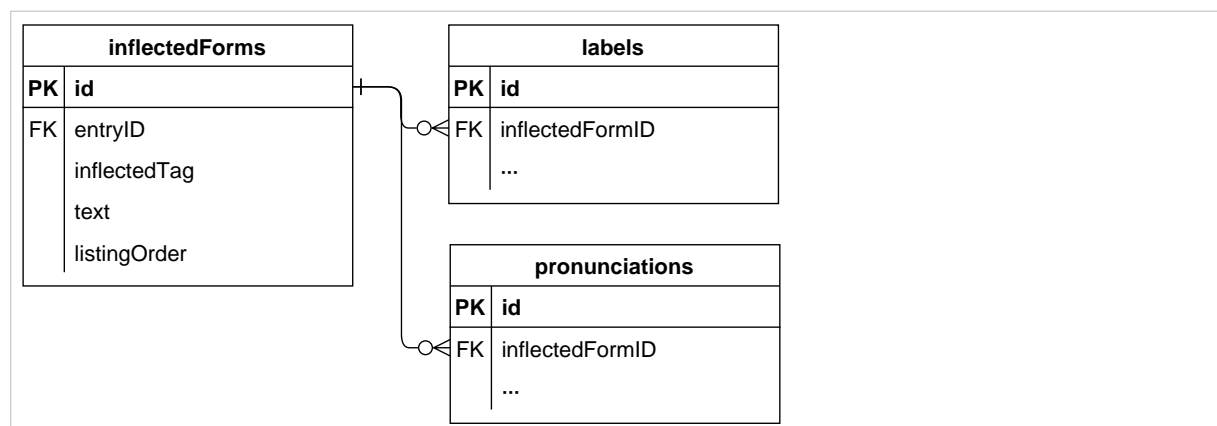 inflectedForms
PK id
FK entryID
inflectedTag
text
listingOrder
labels
PK id
FK inflectedFormID
...
pronunciations
PK id
FK inflectedFormID
...